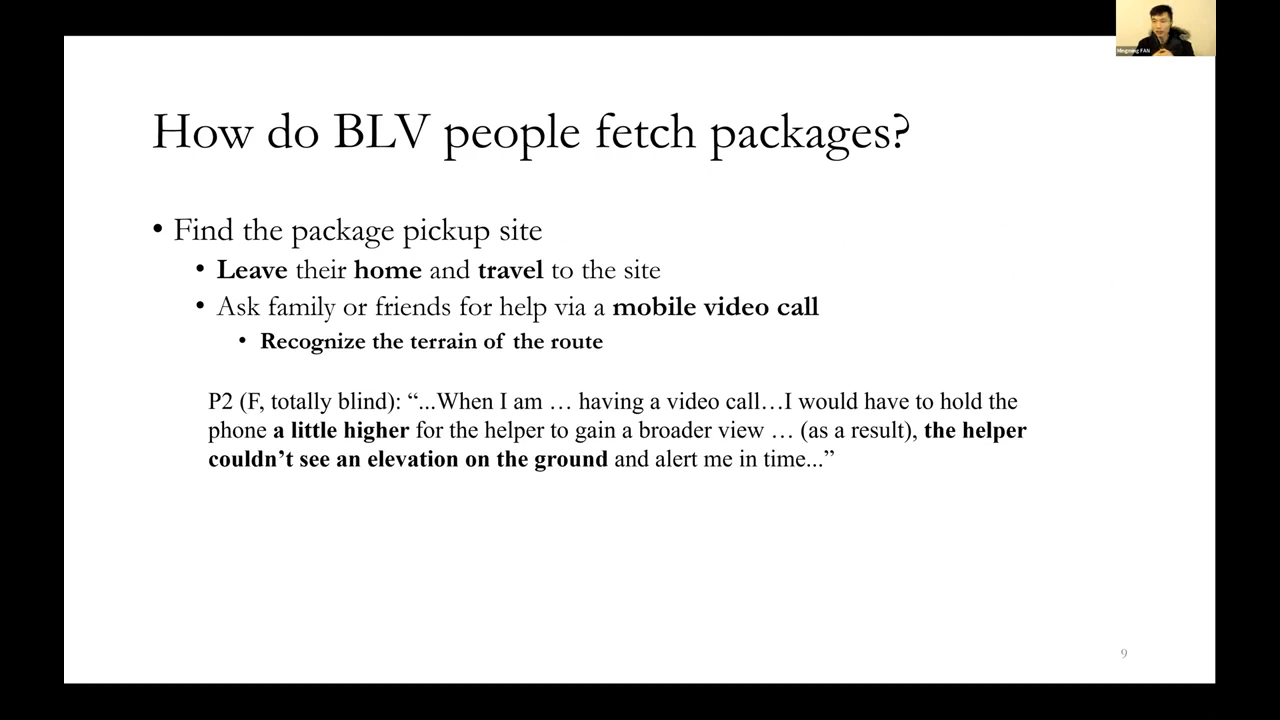 Mingming FAN
How do BLV people fetch packages?
• Find the package pickup site
• Leave their home and travel to the site
• Ask family or friends for help via a mobile video call
• Recognize the terrain of the route
P2 (F, totally blind): “...When I am … having a video call…I would have to hold the
phone a little higher for the helper to gain a broader view … (as a result), the helper
couldn’t see an elevation on the ground and alert me in time...”
9